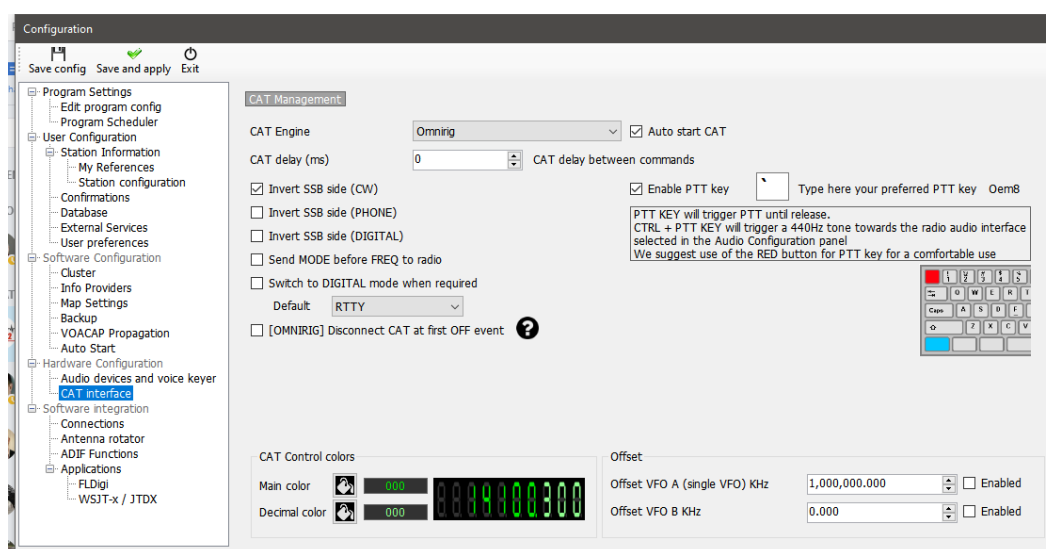 Configuration
Save config Save and apply Exit
Program Settings
Edit program config
Program Scheduler
User Configuration
Station Information
My References
Station configuration
Confirmations
Database
External Services
User preferences
Software Configuration
Cluster
Info Providers
Map Settings
Backup
VOACAP Propagation
Auto Start
Hardware Configuration
Audio devices and voice keyer
CAT interface
Software integration
Connections
Antenna rotator
ADIF Functions
Applications
FLDigi
WSJT-x / JTDX
CAT Management
CAT Engine Omnirig Auto start CAT
CAT delay (ms) 0 CAT delay between commands
Invert SSB side (CW)
Invert SSB side (PHONE)
Invert SSB side (DIGITAL)
Send MODE before FREQ to radio
Switch to DIGITAL mode when required
Default RTTY
[OMNIRIG] Disconnect CAT at first OFF event ?
Enable PTT key ` Type here your preferred PTT key Oem8
PTT KEY will trigger PTT until release.
CTRL + PTT KEY will trigger a 440Hz tone towards the radio audio interface
selected in the Audio Configuration panel
We suggest use of the RED button for PTT key for a comfortable use
Caps A S D F
Z X C V
CAT Control colors
Main color 000
Decimal color 000
14100300
Offset
Offset VFO A (single VFO) KHz 1,000,000.000 Enabled
Offset VFO B KHz 0.000 Enabled